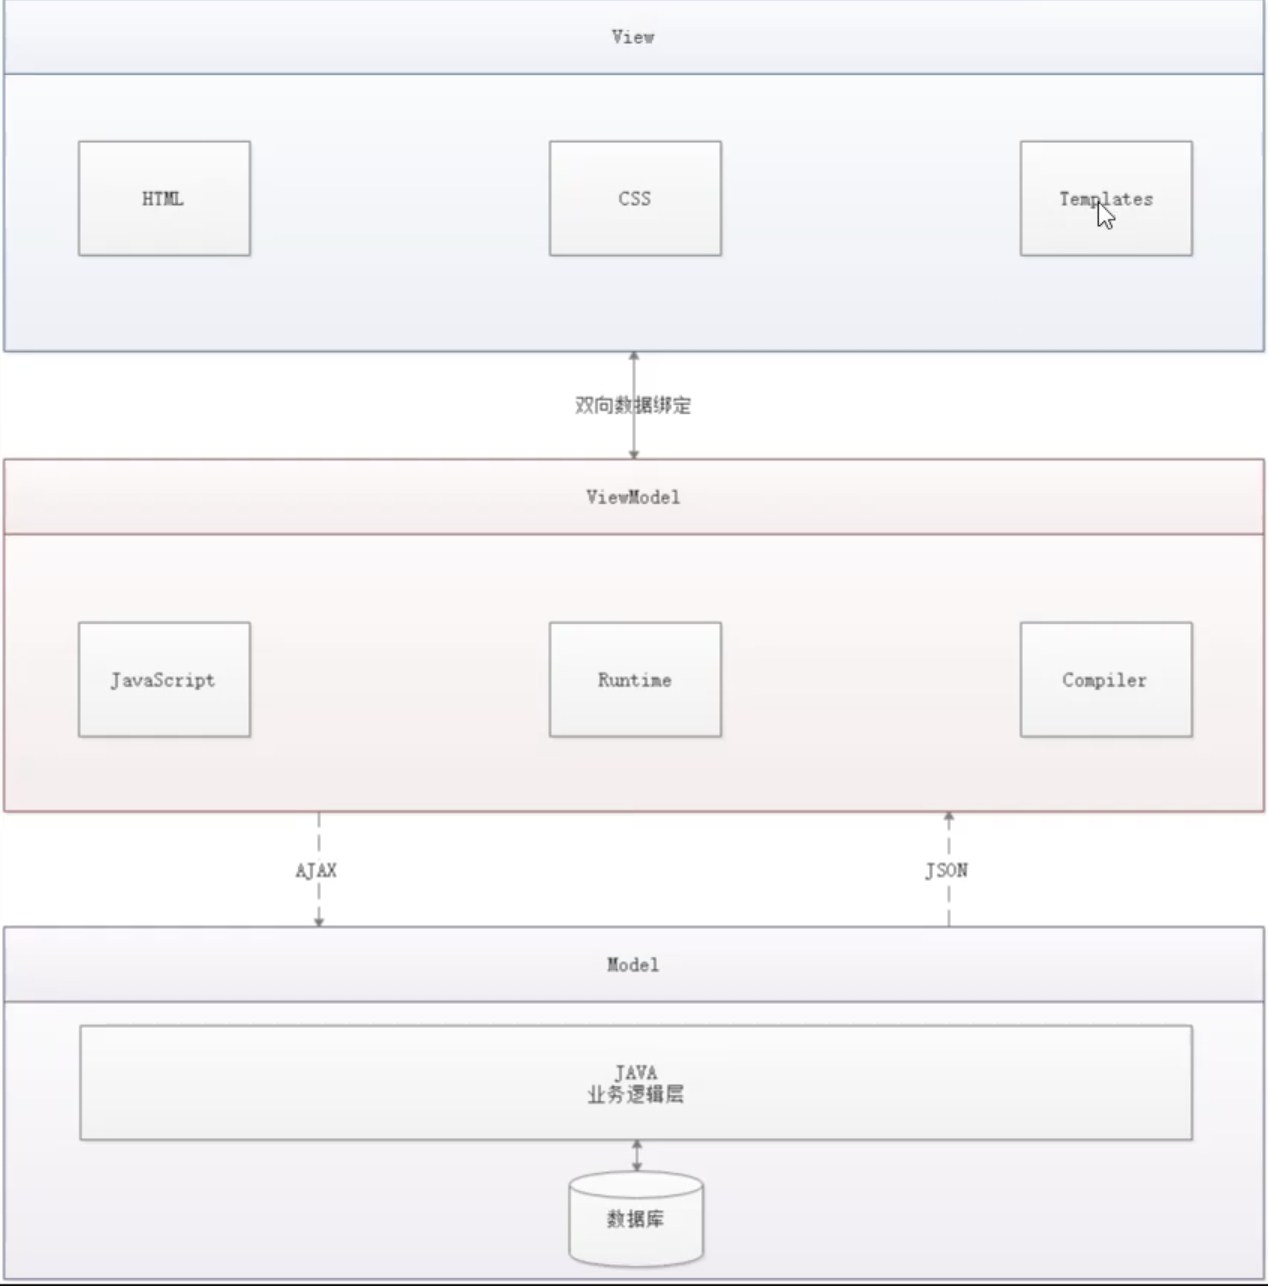 View
HTML
CSS
Templates
双向数据绑定
ViewModel
JavaScript
Runtime
Compiler
AJAX
JSON
Model
JAVA
业务逻辑层
数据库